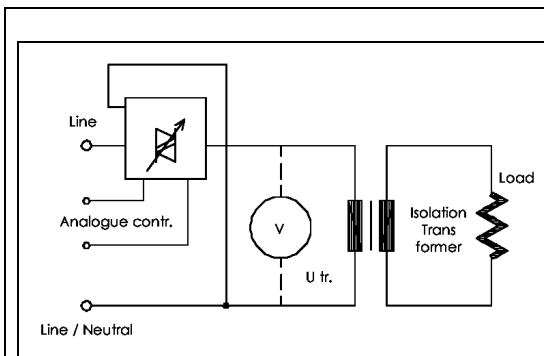 Line
Analogue contr.
Line / Neutral
V
U tr.
Isolation
Trans
former
Load